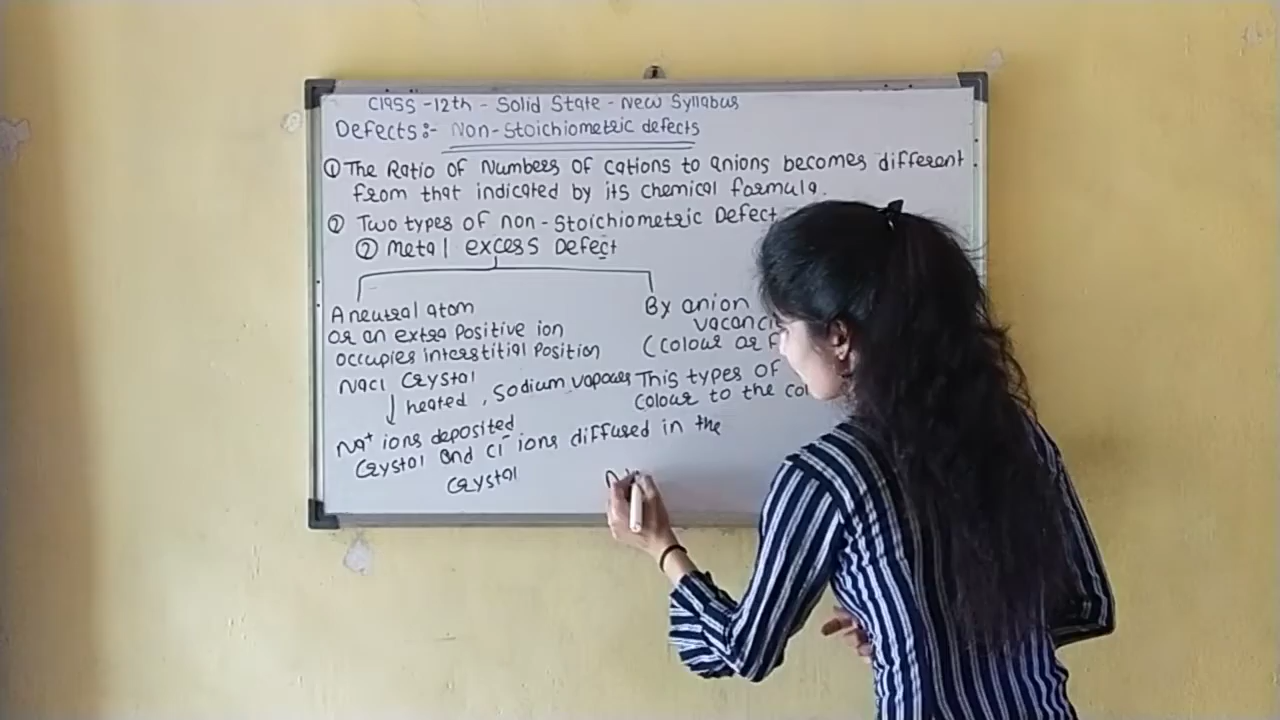 Class -12th - Solid State - New Syllabus
Defects:- Non-Stoichiometric defects
① The Ratio of Numbers of cations to anions becomes different
from that indicated by its chemical formula.
② Two types of non-Stoichiometric Defect
② Metal excess Defect
A neutral atom
or an extra Positive ion
occupies interstitial Position
NaCl Crystal
↓ heated, Sodium vapours
Na+ ions deposited
Crystal and Cl- ions diffused in the
Crystal
By anion
(Colour or F
This types of
Colour to the